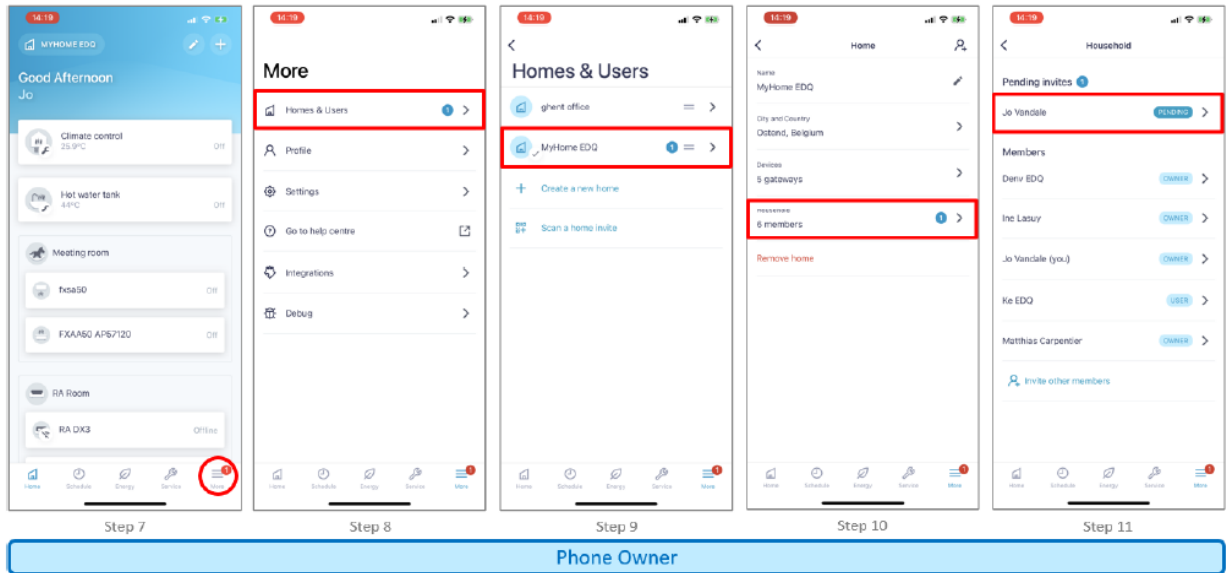 14:19
MYHOME EDQ
Good Afternoon
Jo
Climate control
25.9°C
Off
Hot water tank
44°C
Off
Meeting room
fxsa50
Off
FXAA50 AP57120
Off
RA Room
RA DX3
Offline
Home Schedule Energy Service More
1
Step 7
14:19
More
Homes & Users 1
Profile
Settings
Go to help centre
Integrations
Debug
Home Schedule Energy Service More
1
Step 8
14:19
Homes & Users
ghent office
MyHome EDQ 1
Create a new home
Scan a home invite
Home Schedule Energy Service More
1
Step 9
14:19
Home
Name
MyHome EDQ
City and Country
Ostend, Belgium
Devices
5 gateways
Household
6 members 1
Remove home
Home Schedule Energy Service More
1
Step 10
14:19
Household
Pending invites 1
Jo Vandale PENDING
Members
Denv EDQ OWNER
Ine Lasuy OWNER
Jo Vandale (you) OWNER
Ke EDQ USER
Matthias Carpentier OWNER
Invite other members
Home Schedule Energy Service More
1
Step 11
Phone Owner